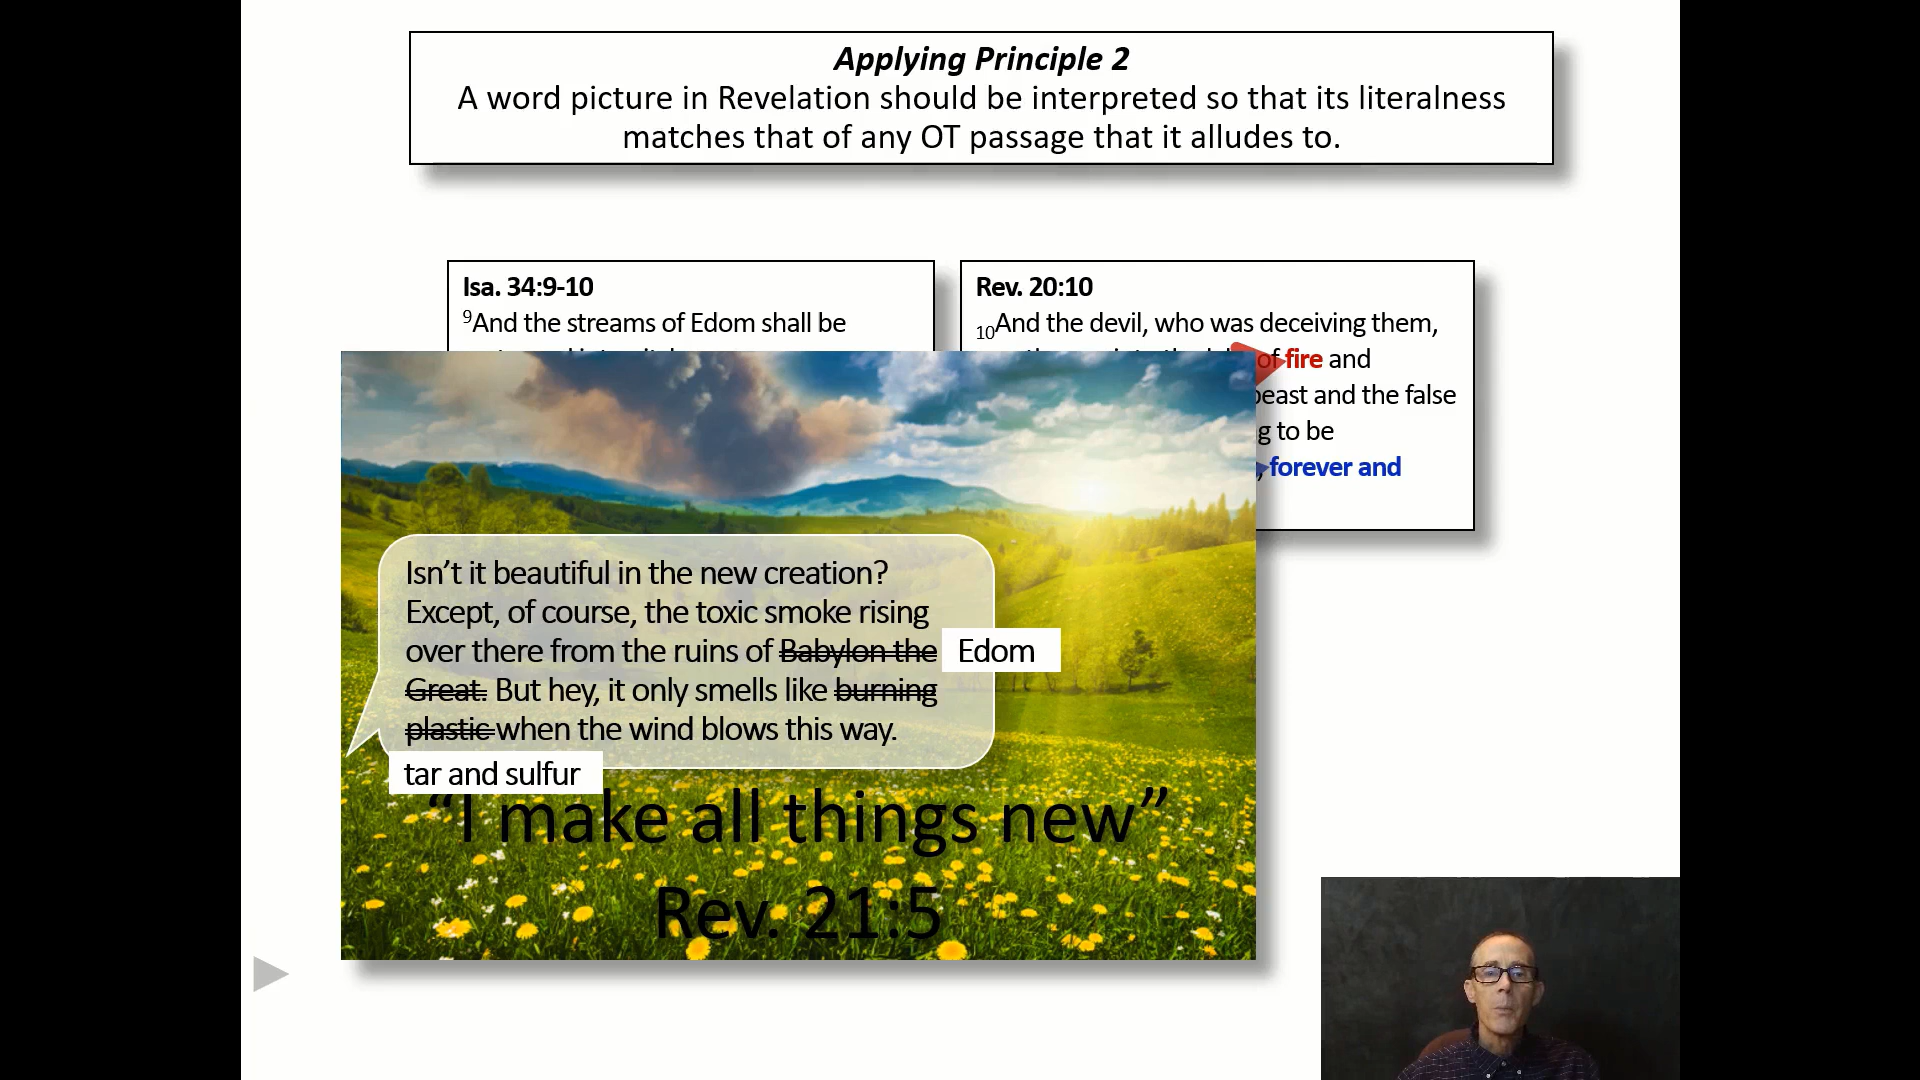 Applying Principle 2
A word picture in Revelation should be interpreted so that its literalness
matches that of any OT passage that it alludes to.
Isa. 34:9-10
9And the streams of Edom shall be
Rev. 20:10
10And the devil, who was deceiving them,
of fire and
beast and the false
g to be
, forever and
Isn’t it beautiful in the new creation?
Except, of course, the toxic smoke rising
over there from the ruins of Babylon the Edom
Great. But hey, it only smells like burning
plastic when the wind blows this way.
tar and sulfur
“I make all things new”
Rev. 21:5